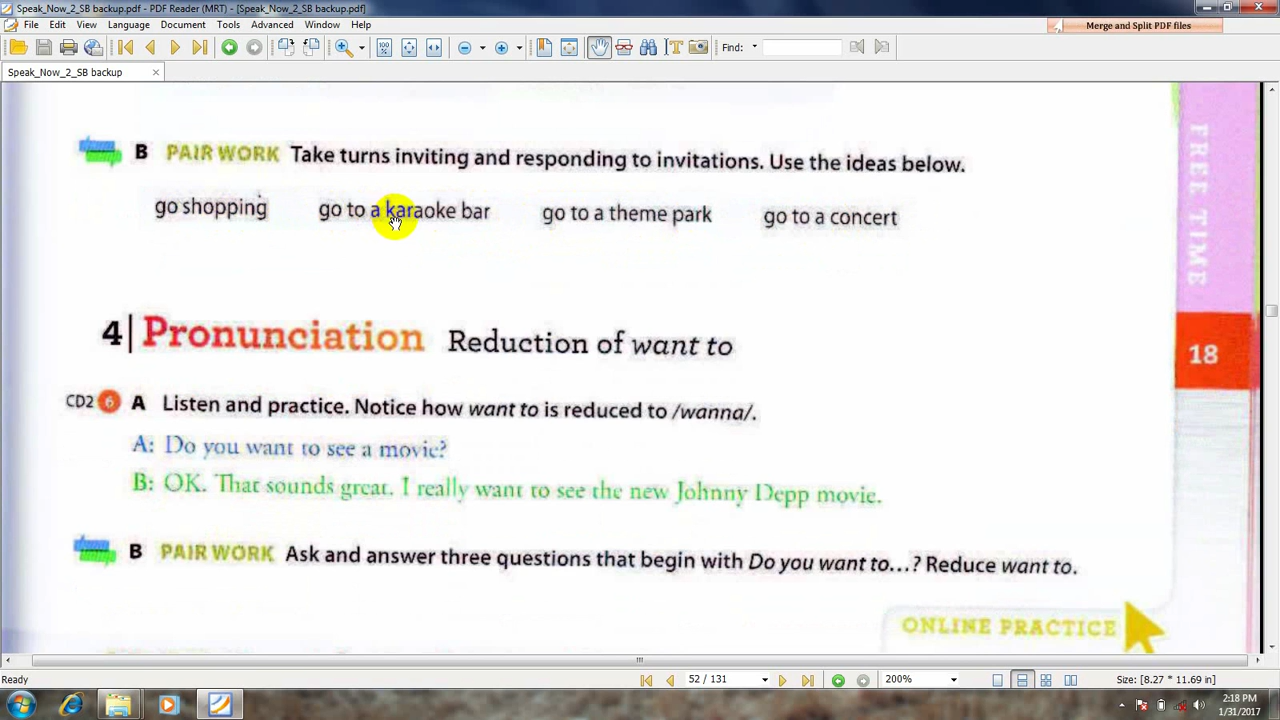 Speak_Now_2_SB backup.pdf - PDF Reader (MRT) - [Speak_Now_2_SB backup.pdf]
File Edit View Language Document Tools Advanced Window Help
Merge and Split PDF files
Find:
Speak_Now_2_SB backup
B PAIR WORK Take turns inviting and responding to invitations. Use the ideas below.
go shopping go to a karaoke bar go to a theme park go to a concert
FREE TIME
4 Pronunciation Reduction of want to
18
CD2 6 A Listen and practice. Notice how want to is reduced to /wanna/.
A: Do you want to see a movie?
B: OK. That sounds great. I really want to see the new Johnny Depp movie.
B PAIR WORK Ask and answer three questions that begin with Do you want to...? Reduce want to.
ONLINE PRACTICE
Ready 52 / 131 200% Size: [8.27 * 11.69 in]
2:18 PM
1/31/2017